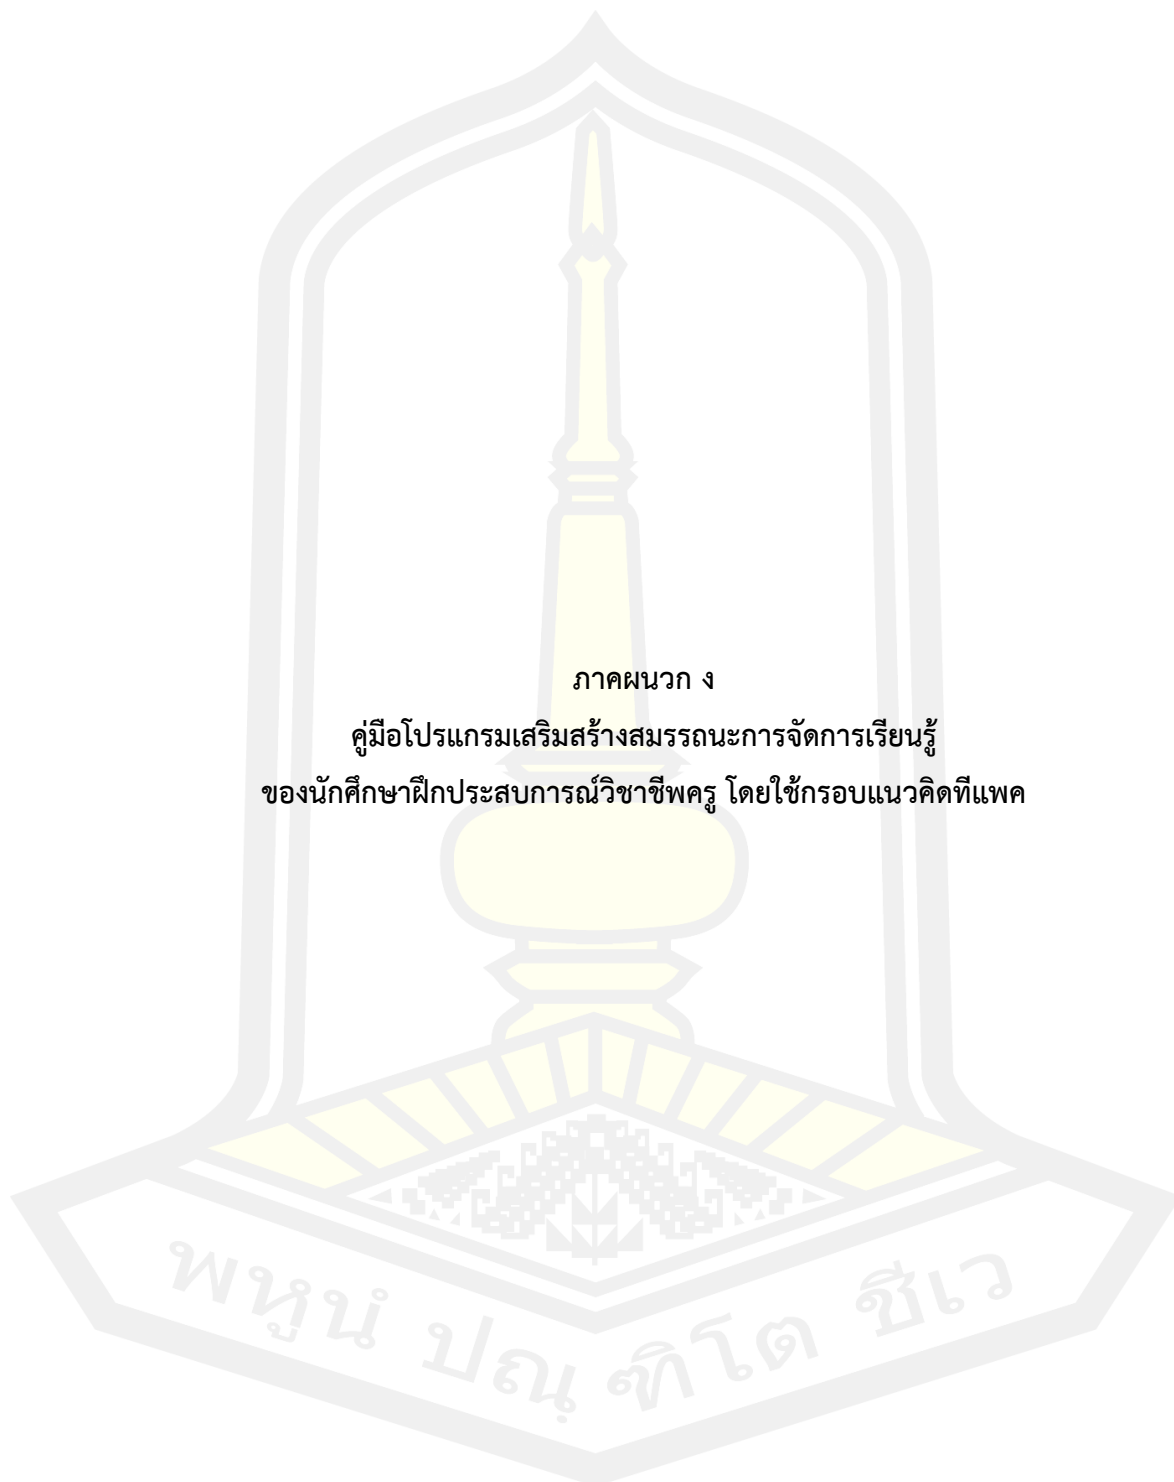 ภาคผนวก ง
คู่มือโปรแกรมเสริมสร้างสมรรถนะการจัดการเรียนรู้
ของนักศึกษาฝึกประสบการณ์วิชาชีพครู โดยใช้กรอบแนวคิดทีแพค
พหูนํ ปณฺฑิโต ชีเว